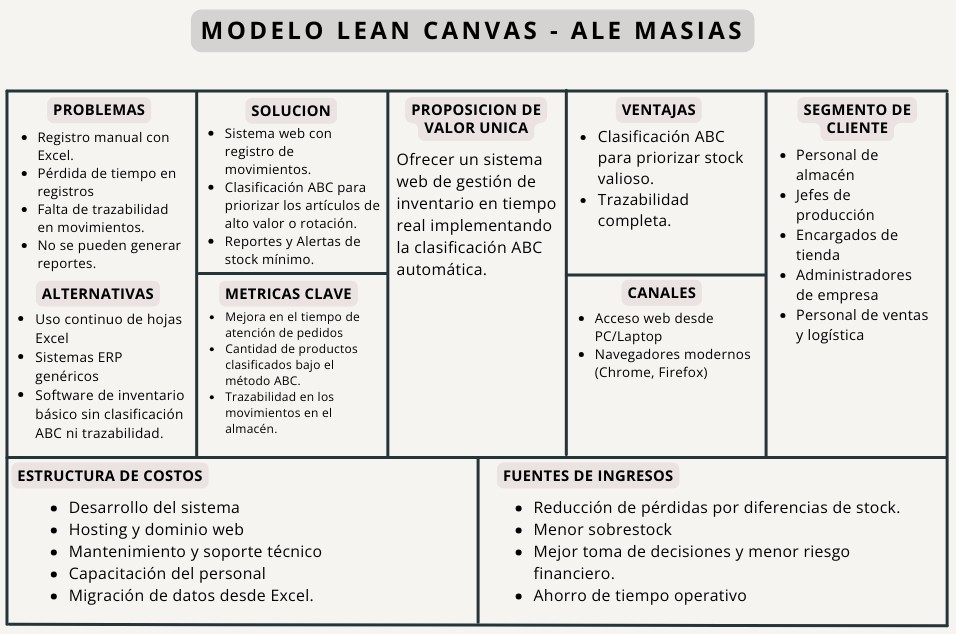 MODELO LEAN CANVAS - ALE MASIAS
PROBLEMAS
• Registro manual con
Excel.
• Pérdida de tiempo en
registros
• Falta de trazabilidad
en movimientos.
• No se pueden generar
reportes.
ALTERNATIVAS
• Uso continuo de hojas
Excel
• Sistemas ERP
genéricos
• Software de inventario
básico sin clasificación
ABC ni trazabilidad.
SOLUCION
• Sistema web con
registro de
movimientos.
• Clasificación ABC para
priorizar los artículos de
alto valor o rotación.
• Reportes y Alertas de
stock mínimo.
METRICAS CLAVE
• Mejora en el tiempo de
atención de pedidos
• Cantidad de productos
clasificados bajo el
método ABC.
• Trazabilidad en los
movimientos en el
almacén.
PROPOSICION DE
VALOR UNICA
Ofrecer un sistema
web de gestión de
inventario en tiempo
real implementando
la clasificación ABC
automática.
VENTAJAS
• Clasificación ABC
para priorizar stock
valioso.
• Trazabilidad
completa.
CANALES
• Acceso web desde
PC/Laptop
• Navegadores modernos
(Chrome, Firefox)
SEGMENTO DE
CLIENTE
• Personal de
almacén
• Jefes de
producción
• Encargados de
tienda
• Administradores
de empresa
• Personal de ventas
y logística
ESTRUCTURA DE COSTOS
• Desarrollo del sistema
• Hosting y dominio web
• Mantenimiento y soporte técnico
• Capacitación del personal
• Migración de datos desde Excel.
FUENTES DE INGRESOS
• Reducción de pérdidas por diferencias de stock.
• Menor sobrestock
• Mejor toma de decisiones y menor riesgo
financiero.
• Ahorro de tiempo operativo